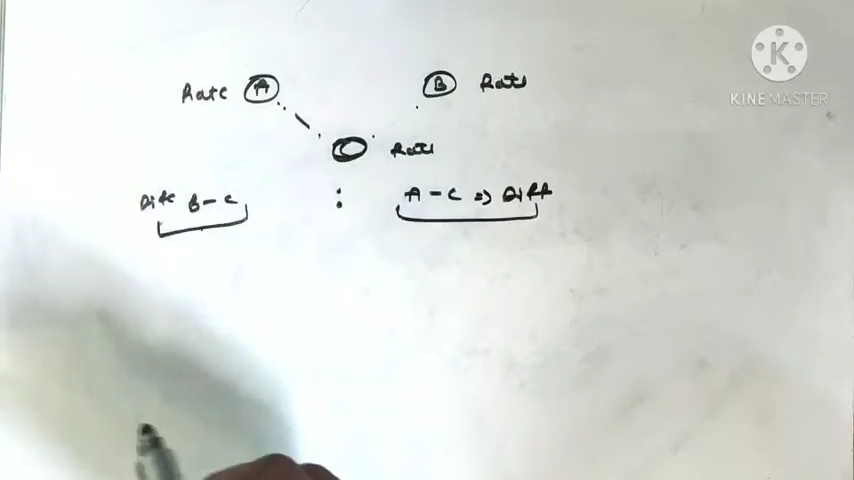 Rate A B Rate
C Rate
Diff B-C : A-C => Diff
K
KINEMASTER